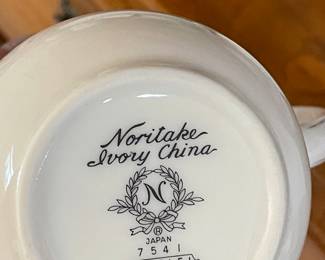 Noritake
Ivory China
N
®
JAPAN
7541